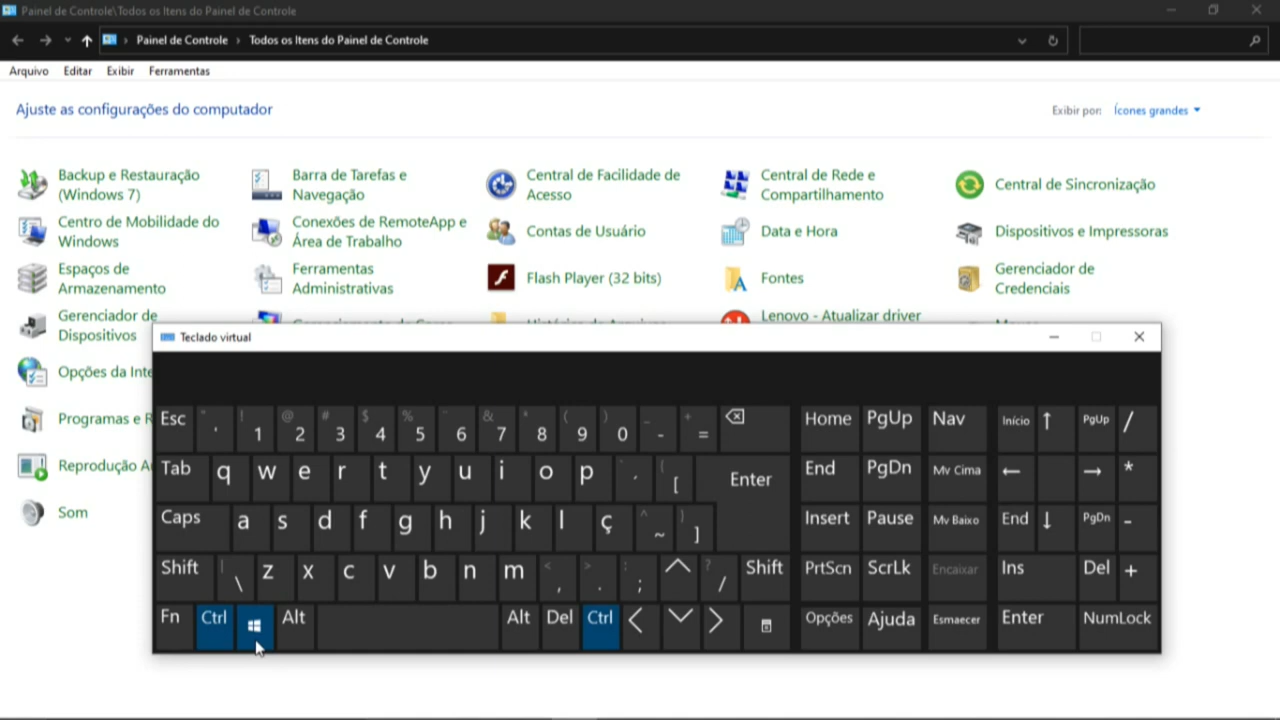 Painel de Controle\Todos os Itens do Painel de Controle
Painel de Controle › Todos os Itens do Painel de Controle
Arquivo Editar Exibir Ferramentas
Ajuste as configurações do computador
Exibir por: Ícones grandes
Backup e Restauração (Windows 7)
Barra de Tarefas e Navegação
Central de Facilidade de Acesso
Central de Rede e Compartilhamento
Central de Sincronização
Centro de Mobilidade do Windows
Conexões de RemoteApp e Área de Trabalho
Contas de Usuário
Data e Hora
Dispositivos e Impressoras
Espaços de Armazenamento
Ferramentas Administrativas
Flash Player (32 bits)
Fontes
Gerenciador de Credenciais
Gerenciador de Dispositivos
Lenovo - Atualizar driver
Opções da Inte
Programas e R
Reprodução A
Som
Teclado virtual
Esc " ' ! 1 @ 2 # 3 $ 4 % 5 ¨ 6 & 7 * 8 ( 9 ) 0 _ - + = Home PgUp Nav Início ↑ PgUp /
Tab q w e r t y u i o p ` ´ { [ Enter End PgDn Mv Cima ← → *
Caps a s d f g h j k l ç ^ ~ } ] Insert Pause Mv Baixo End ↓ PgDn -
Shift | \ z x c v b n m < , > . : ; ? / Shift PrtScn ScrLk Encaixar Ins Del +
Fn Ctrl Alt Alt Del Ctrl Opções Ajuda Esmaecer Enter NumLock